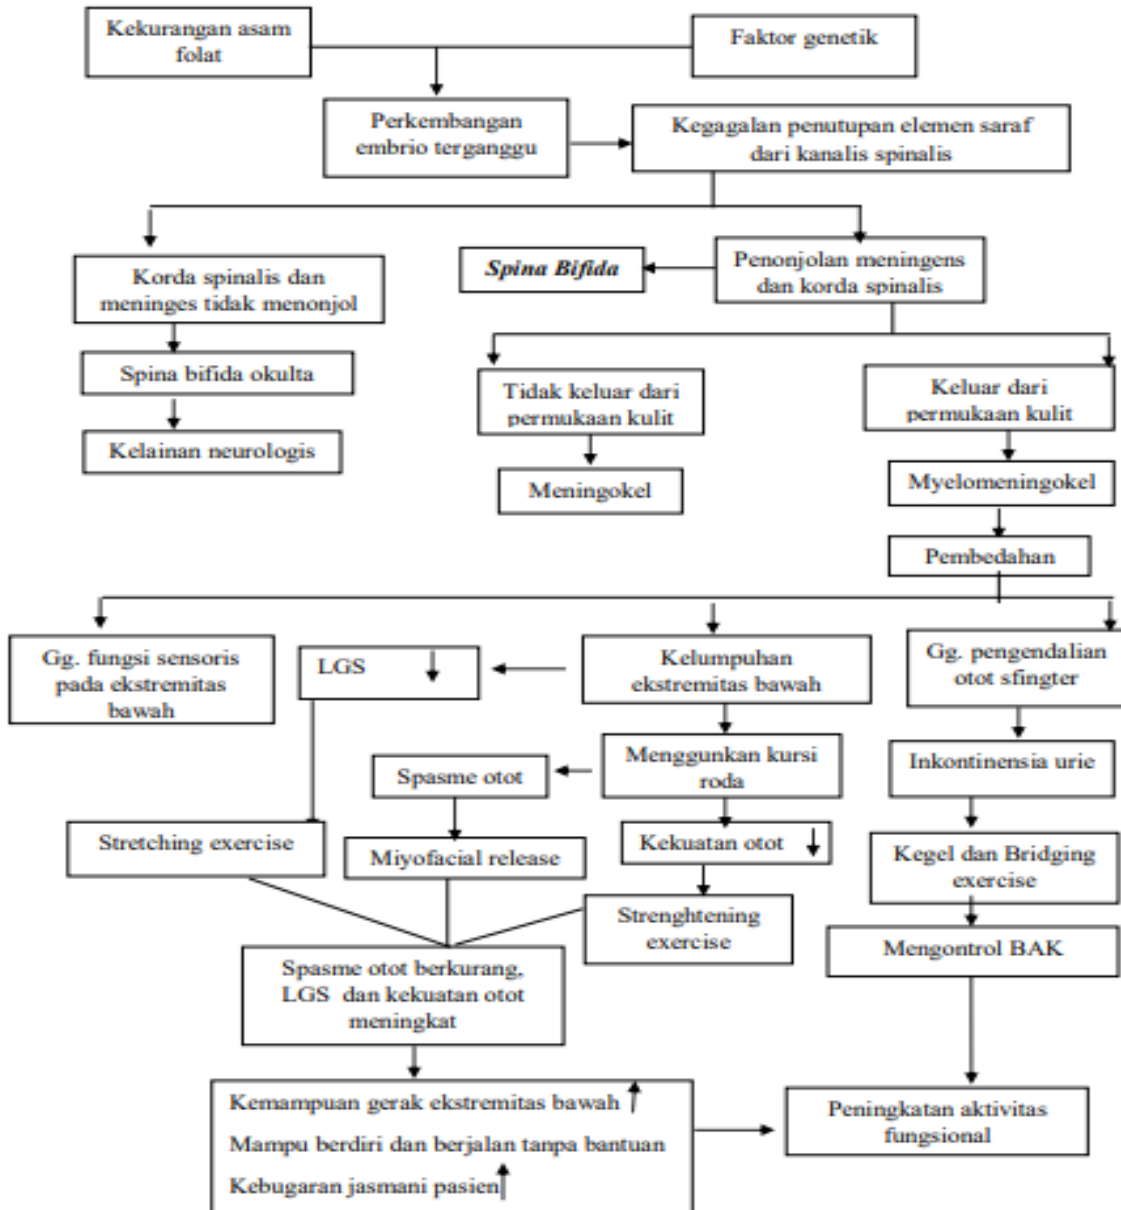 Kekurangan asam
folat
Faktor genetik
Perkembangan
embrio terganggu
Kegagalan penutupan elemen saraf
dari kanalis spinalis
Korda spinalis dan
meninges tidak menonjol
Spina Bifida
Penonjolan meningens
dan korda spinalis
Spina bifida okulta
Kelainan neurologis
Tidak keluar dari
permukaan kulit
Meningokel
Keluar dari
permukaan kulit
Myelomeningokel
Pembedahan
Gg. fungsi sensoris
pada ekstremitas
bawah
LGS ↓
Kelumpuhan
ekstremitas bawah
Gg. pengendalian
otot sfingter
Spasme otot
Menggunkan kursi
roda
Inkontinensia urie
Stretching exercise
Miyofacial release
Kekuatan otot ↓
Kegel dan Bridging
exercise
Strenghtening
exercise
Mengontrol BAK
Spasme otot berkurang,
LGS dan kekuatan otot
meningkat
Kemampuan gerak ekstremitas bawah ↑
Mampu berdiri dan berjalan tanpa bantuan
Kebugaran jasmani pasien ↑
Peningkatan aktivitas
fungsional